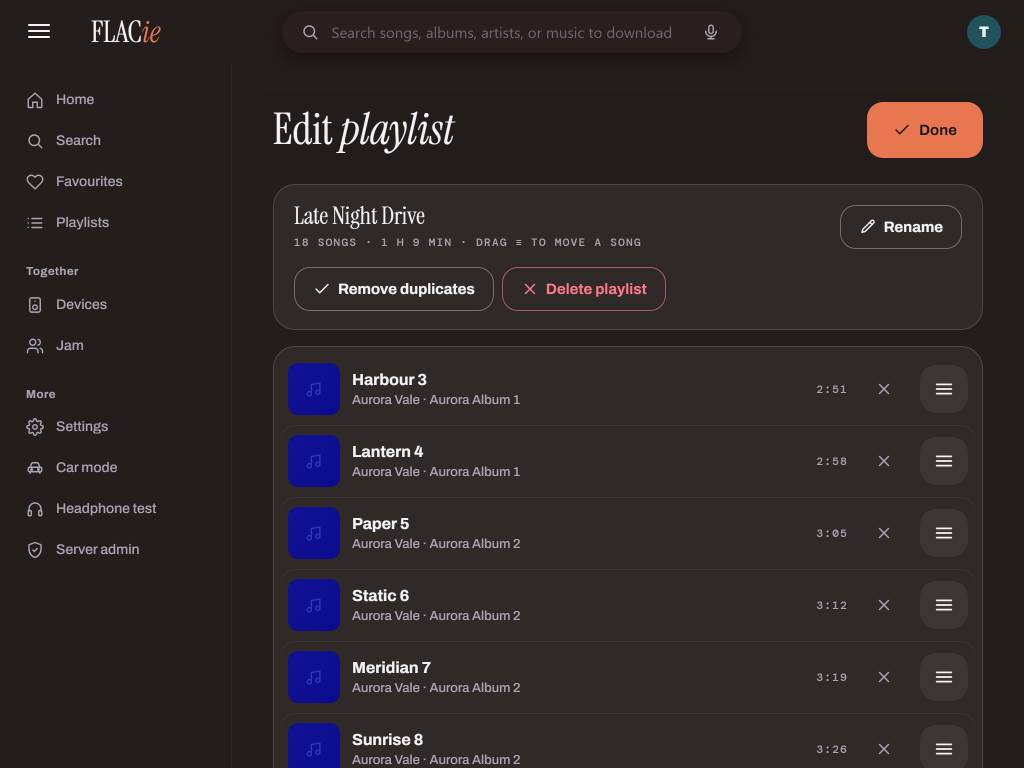 FLACie
Search songs, albums, artists, or music to download
T
Home
Search
Favourites
Playlists
Together
Devices
Jam
More
Settings
Car mode
Headphone test
Server admin
Edit playlist
Done
Late Night Drive
18 SONGS · 1 H 9 MIN · DRAG ≡ TO MOVE A SONG
Rename
Remove duplicates
Delete playlist
Harbour 3
Aurora Vale · Aurora Album 1
2:51
Lantern 4
Aurora Vale · Aurora Album 1
2:58
Paper 5
Aurora Vale · Aurora Album 2
3:05
Static 6
Aurora Vale · Aurora Album 2
3:12
Meridian 7
Aurora Vale · Aurora Album 2
3:19
Sunrise 8
Aurora Vale · Aurora Album 2
3:26